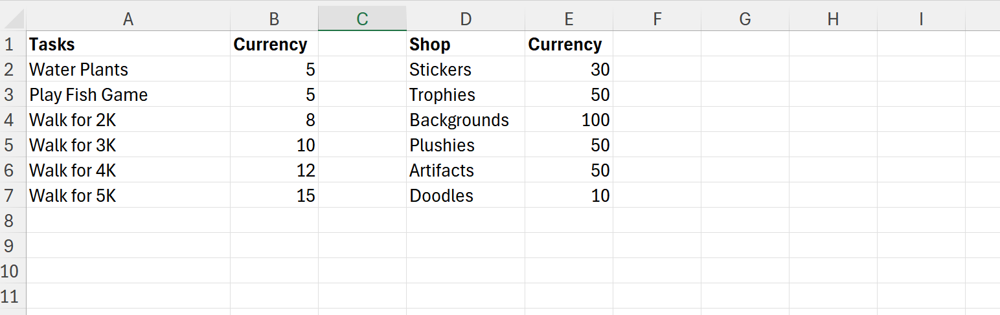 A B C D E F G H I
1 Tasks Currency Shop Currency
2 Water Plants 5 Stickers 30
3 Play Fish Game 5 Trophies 50
4 Walk for 2K 8 Backgrounds 100
5 Walk for 3K 10 Plushies 50
6 Walk for 4K 12 Artifacts 50
7 Walk for 5K 15 Doodles 10
8
9
10
11